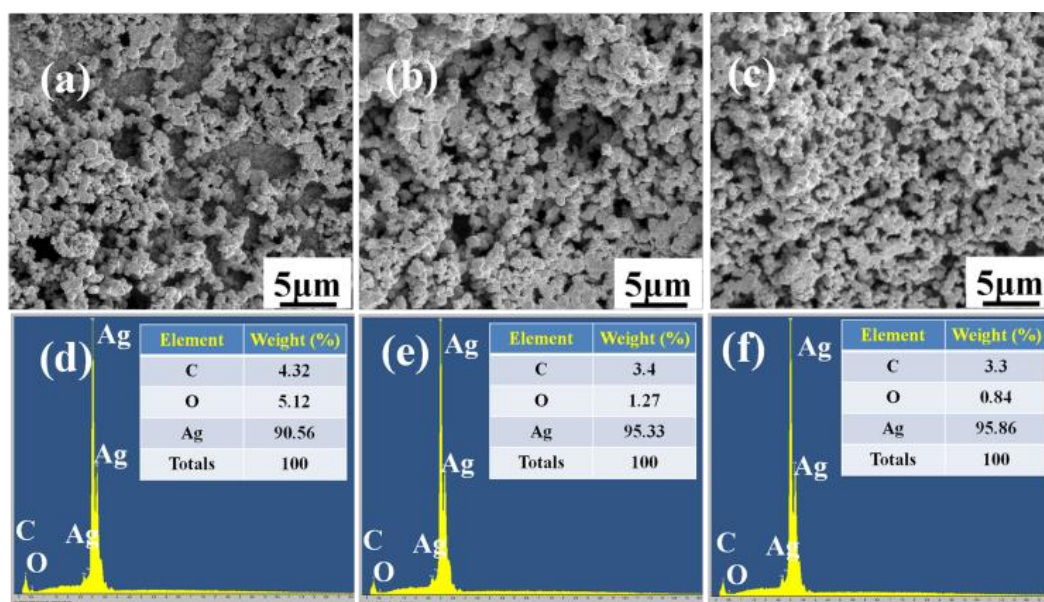 (a)
5μm
(b)
5μm
(c)
5μm
(d)
Ag
Ag
Ag
C
O
Element Weight (%)
C 4.32
O 5.12
Ag 90.56
Totals 100
(e)
Ag
Ag
Ag
C
O
Element Weight (%)
C 3.4
O 1.27
Ag 95.33
Totals 100
(f)
Ag
Ag
Ag
C
O
Element Weight (%)
C 3.3
O 0.84
Ag 95.86
Totals 100